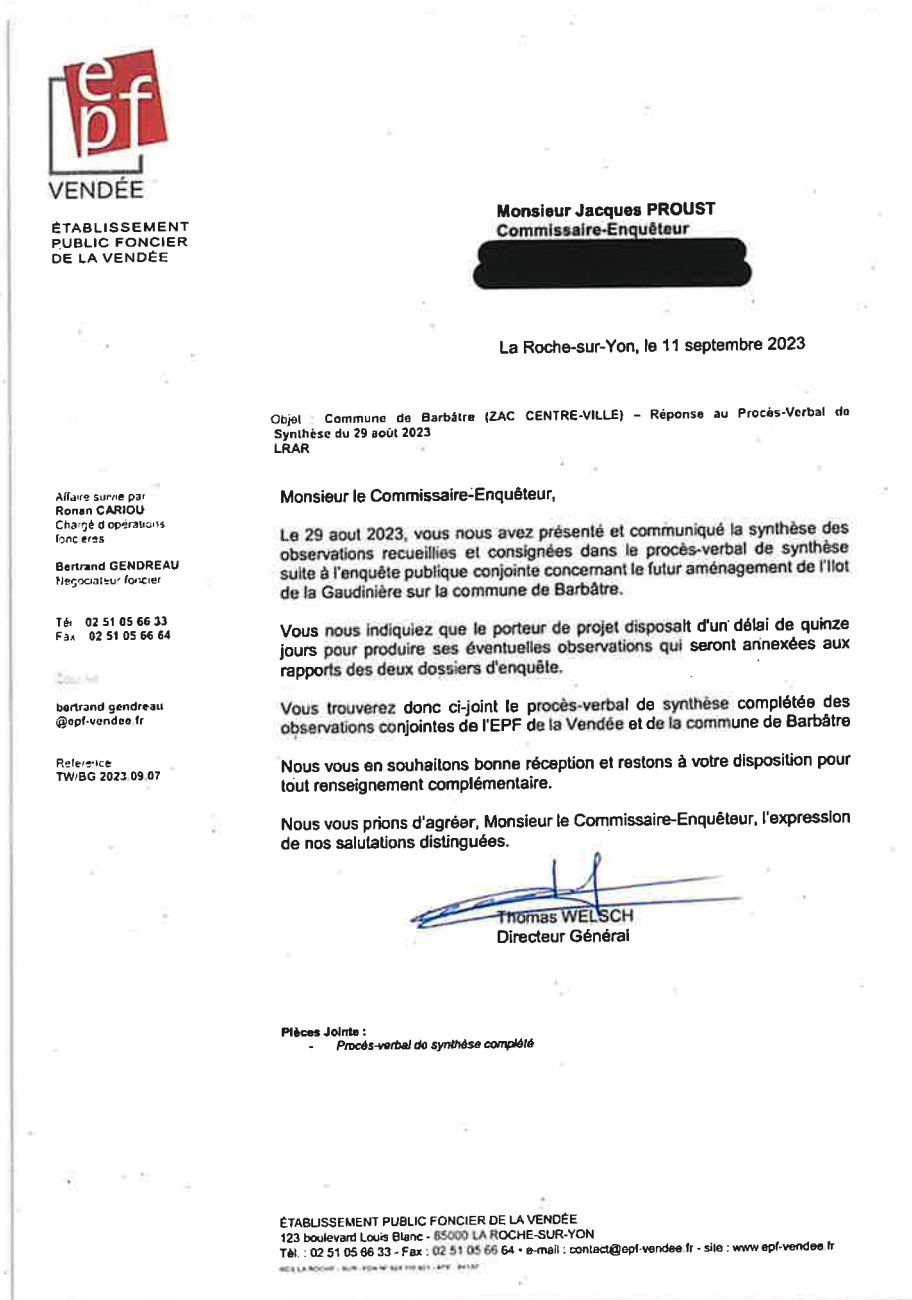 epf
VENDÉE
ÉTABLISSEMENT
PUBLIC FONCIER
DE LA VENDÉE
Monsieur Jacques PROUST
Commissaire-Enquêteur
La Roche-sur-Yon, le 11 septembre 2023
Objet : Commune de Barbâtre (ZAC CENTRE-VILLE) – Réponse au Procès-Verbal de
Synthèse du 29 août 2023
LRAR
Affaire suivie par
Ronan CARIOU
Chargé d'opérations
foncières
Bertrand GENDREAU
Négociateur foncier
Tél 02 51 05 66 33
Fax 02 51 05 66 64
bertrand gendreau
@epf-vendee.fr
Référence
TW/BG 2023.09.07
Monsieur le Commissaire-Enquêteur,
Le 29 aout 2023, vous nous avez présenté et communiqué la synthèse des
observations recueillies et consignées dans le procès-verbal de synthèse
suite à l'enquête publique conjointe concernant le futur aménagement de l'Ilot
de la Gaudinière sur la commune de Barbâtre.
Vous nous indiquiez que le porteur de projet disposait d'un délai de quinze
jours pour produire ses éventuelles observations qui seront annexées aux
rapports des deux dossiers d'enquête.
Vous trouverez donc ci-joint le procès-verbal de synthèse complétée des
observations conjointes de l'EPF de la Vendée et de la commune de Barbâtre
Nous vous en souhaitons bonne réception et restons à votre disposition pour
tout renseignement complémentaire.
Nous vous prions d'agréer, Monsieur le Commissaire-Enquêteur, l'expression
de nos salutations distinguées.
Thomas WELSCH
Directeur Général
Pièces Jointe :
- Procès-verbal de synthèse complété
ÉTABLISSEMENT PUBLIC FONCIER DE LA VENDÉE
123 boulevard Louis Blanc - 85000 LA ROCHE-SUR-YON
Tél. : 02 51 05 66 33 - Fax : 02 51 05 66 64 • e-mail : contact@epf-vendee.fr - site : www epf-vendee.fr